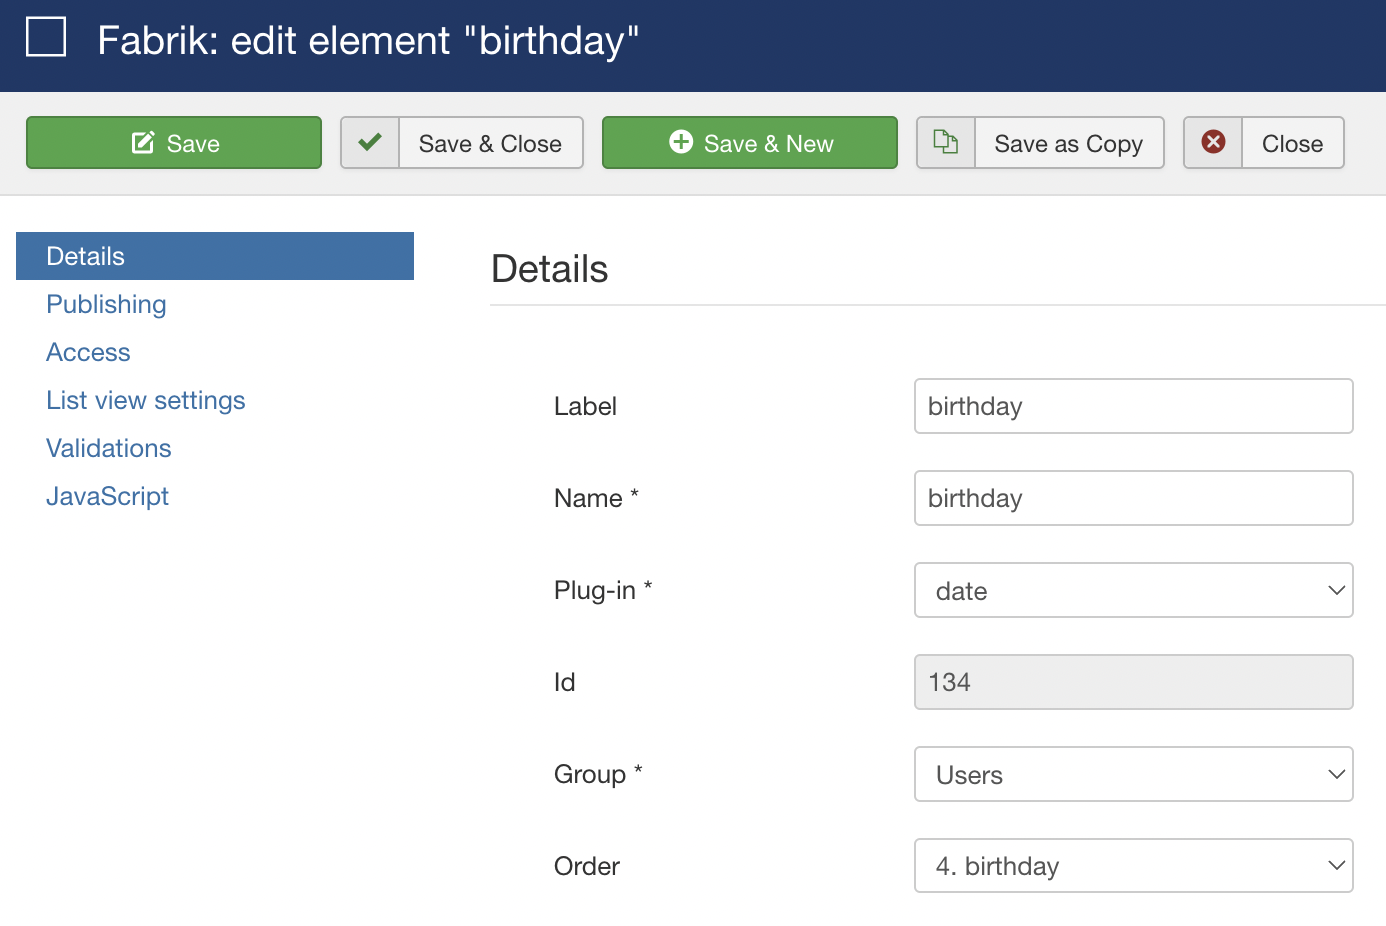 Fabrik: edit element "birthday"
Save
Save & Close
Save & New
Save as Copy
Close
Details
Publishing
Access
List view settings
Validations
JavaScript
Details
Label
birthday
Name *
birthday
Plug-in *
date
Id
134
Group *
Users
Order
4. birthday